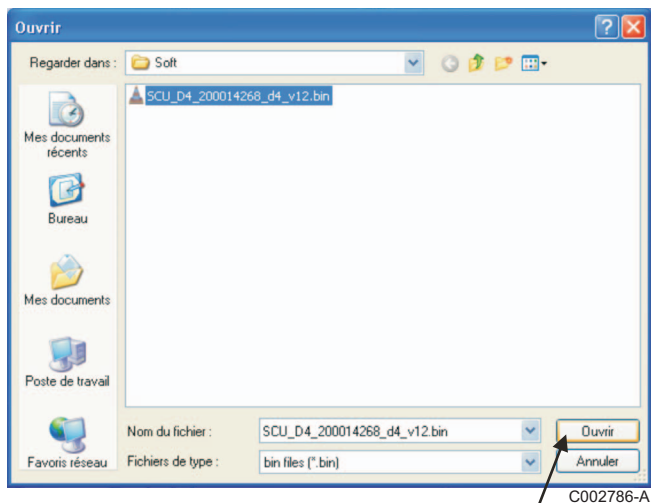 Ouvrir
Regarder dans :
Soft
SCU_D4_200014268_d4_v12.bin
Mes documents
récents
Bureau
Mes documents
Poste de travail
Favoris réseau
Nom du fichier :
SCU_D4_200014268_d4_v12.bin
Ouvrir
Fichiers de type :
bin files (*.bin)
Annuler
C002786-A